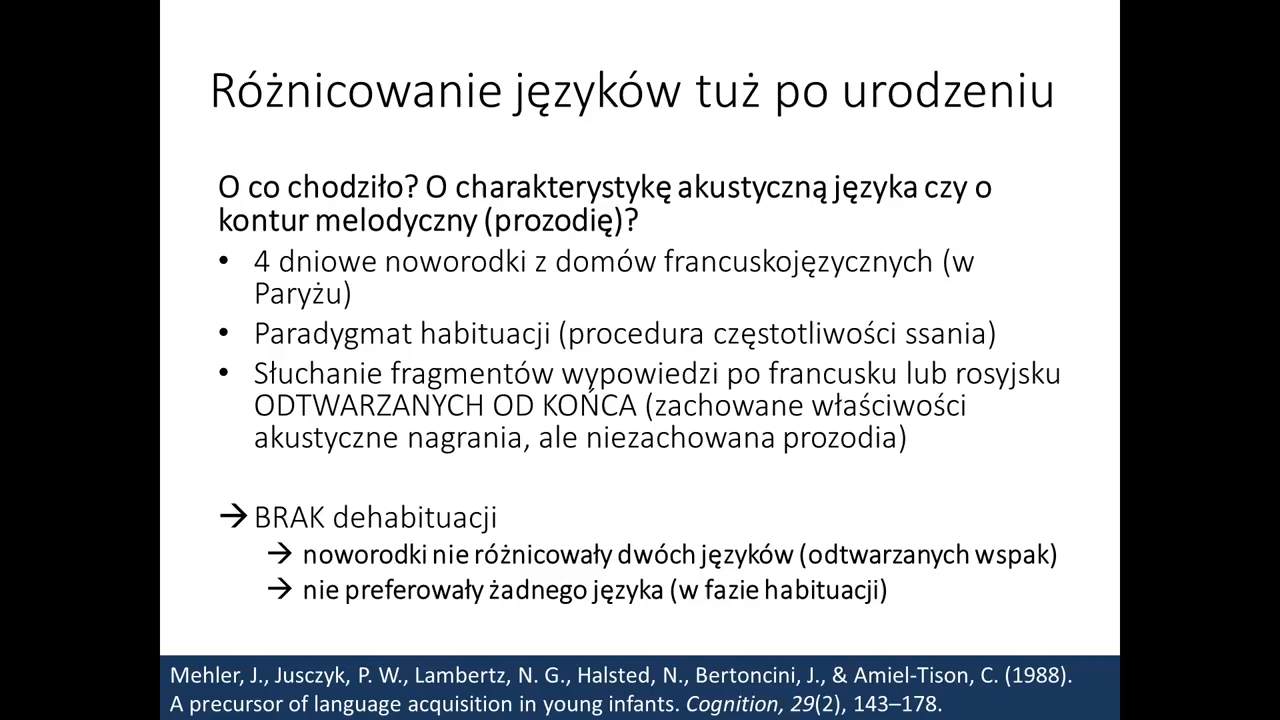 Różnicowanie języków tuż po urodzeniu
O co chodziło? O charakterystykę akustyczną języka czy o
kontur melodyczny (prozodię)?
• 4 dniowe noworodki z domów francuskojęzycznych (w
Paryżu)
• Paradygmat habituacji (procedura częstotliwości ssania)
• Słuchanie fragmentów wypowiedzi po francusku lub rosyjsku
ODTWARZANYCH OD KOŃCA (zachowane właściwości
akustyczne nagrania, ale niezachowana prozodia)
→ BRAK dehabituacji
→ noworodki nie różnicowały dwóch języków (odtwarzanych wspak)
→ nie preferowały żadnego języka (w fazie habituacji)
Mehler, J., Jusczyk, P. W., Lambertz, N. G., Halsted, N., Bertoncini, J., & Amiel-Tison, C. (1988).
A precursor of language acquisition in young infants. Cognition, 29(2), 143–178.